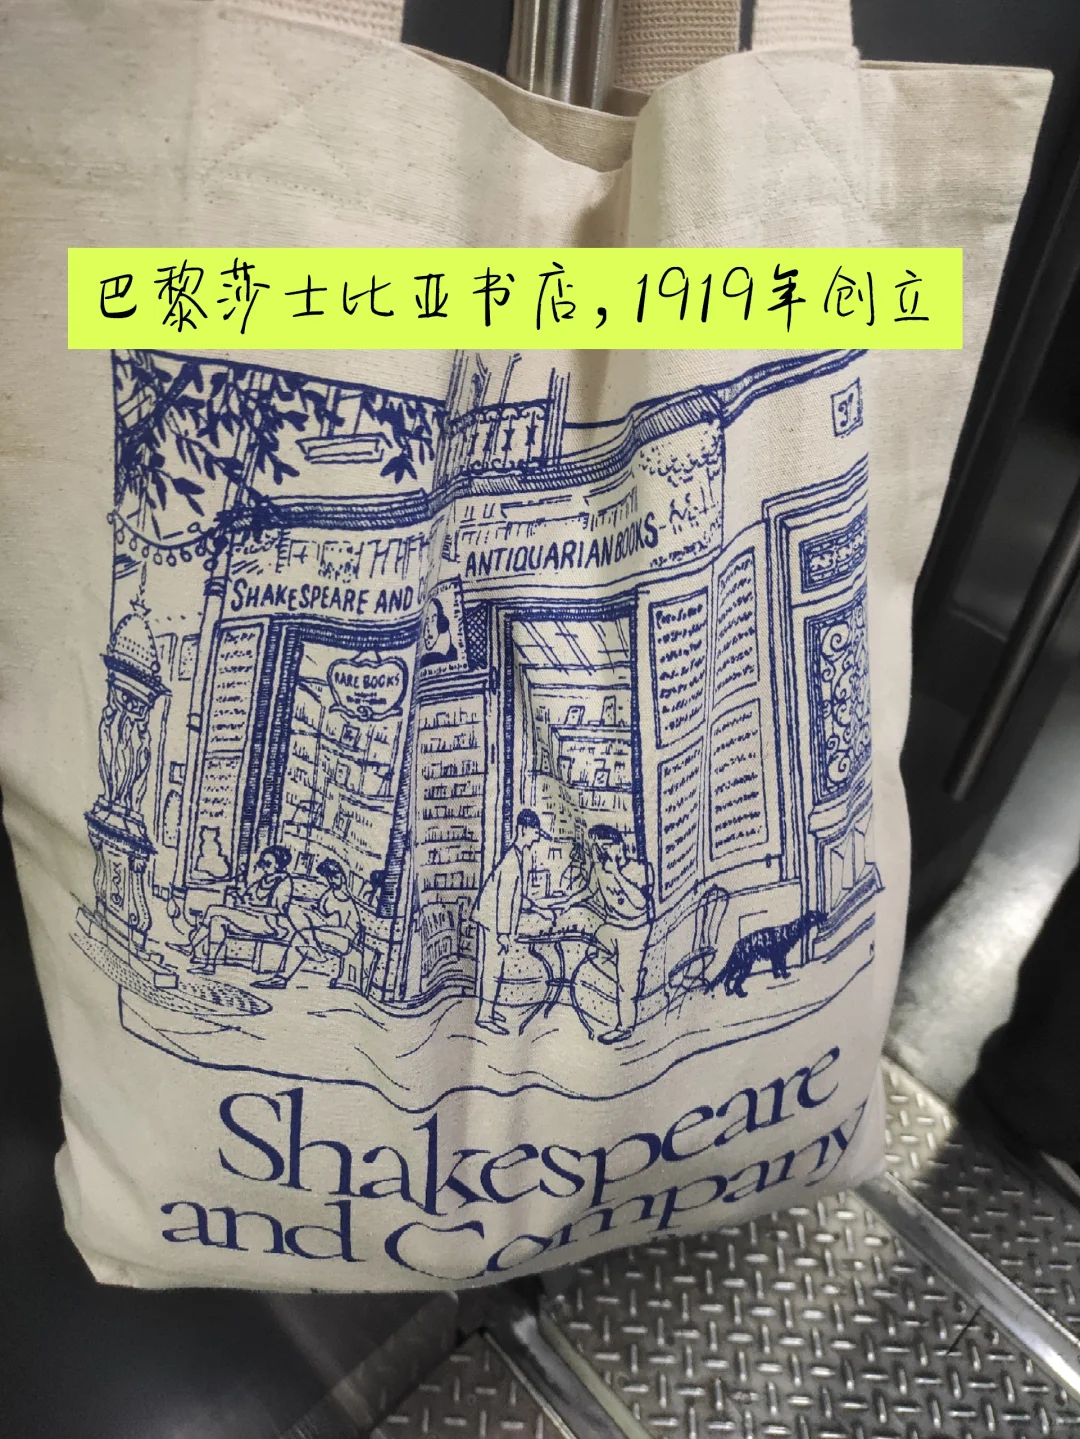 巴黎莎士比亚书店,1919年创立
37
SHAKESPEARE AND
ANTIQUARIAN BOOKS
RARE BOOKS
Shakespeare
and Company